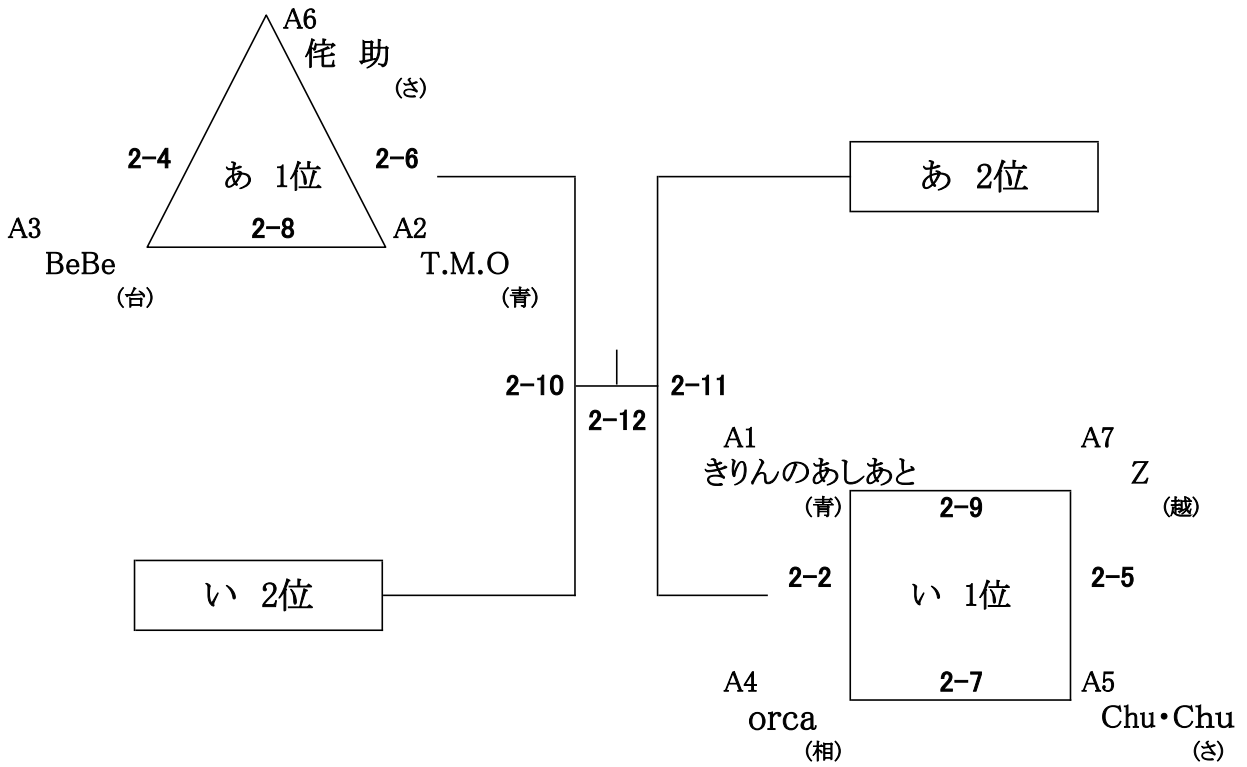 A6
侘 助
(さ)
2-4
2-6
あ 1位
あ 2位
2-8
A3
BeBe
(台)
A2
T.M.O
(青)
2-10
2-11
2-12
A1
きりんのあしあと
(青)
A7
Z
(越)
2-9
2-2
2-5
い 2位
い 1位
2-7
A4
orca
(相)
A5
Chu・Chu
(さ)